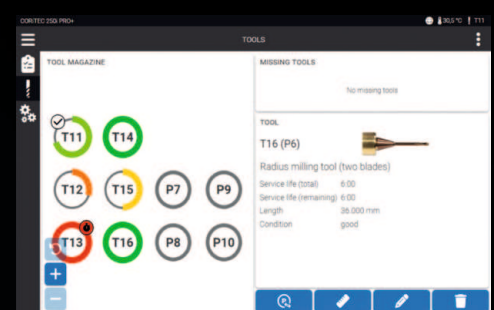 CORiTEC 250i PRO+
30,5 °C T11
TOOLS
TOOL MAGAZINE
MISSING TOOLS
No missing tools
T11
T14
TOOL
T16 (P6)
Radius milling tool (two blades)
T12
T15
P7
P9
Service life (total) 6:00
Service life (remaining) 6:00
Length 36.000 mm
Condition good
T13
T16
P8
P10